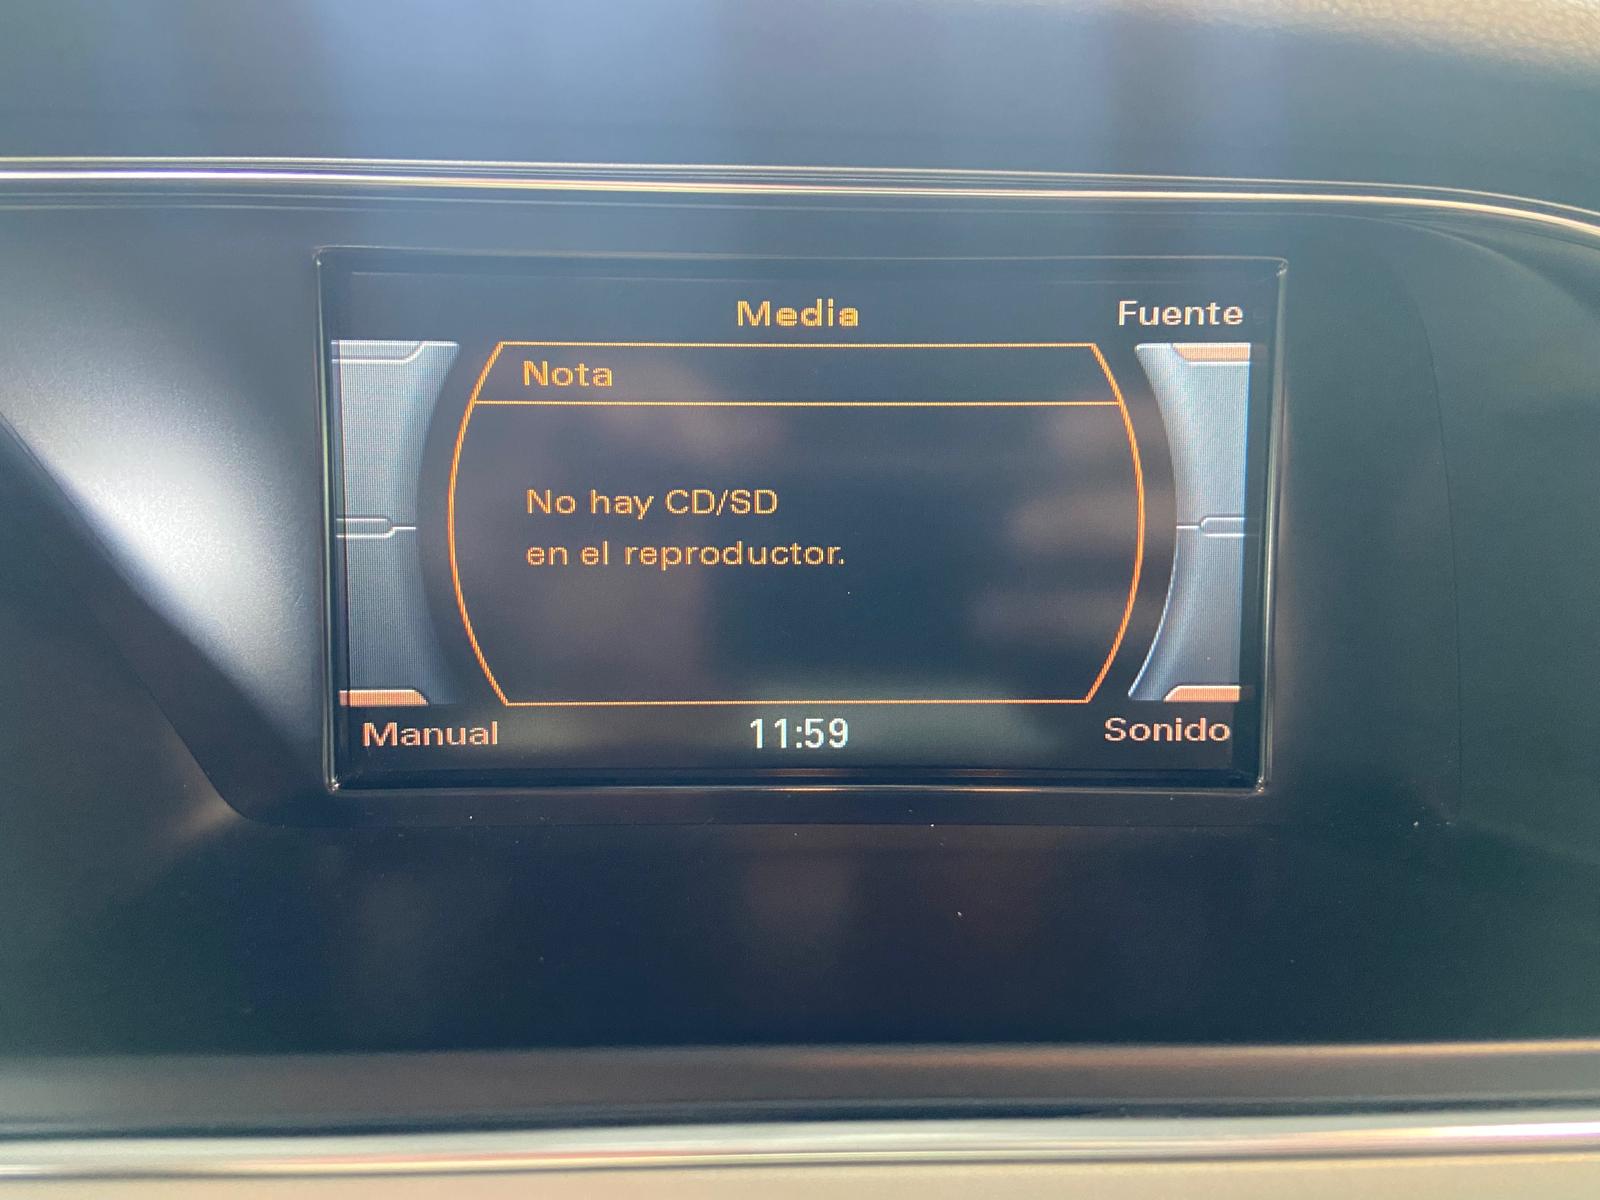 Media
Fuente
Nota
No hay CD/SD
en el reproductor.
Manual
11:59
Sonido